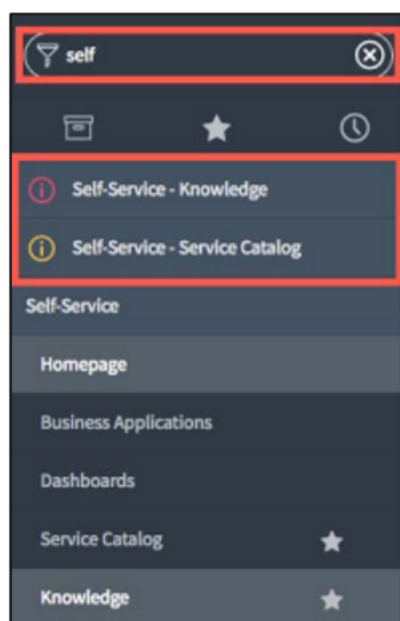 self
Self-Service - Knowledge
Self-Service - Service Catalog
Self-Service
Homepage
Business Applications
Dashboards
Service Catalog
Knowledge